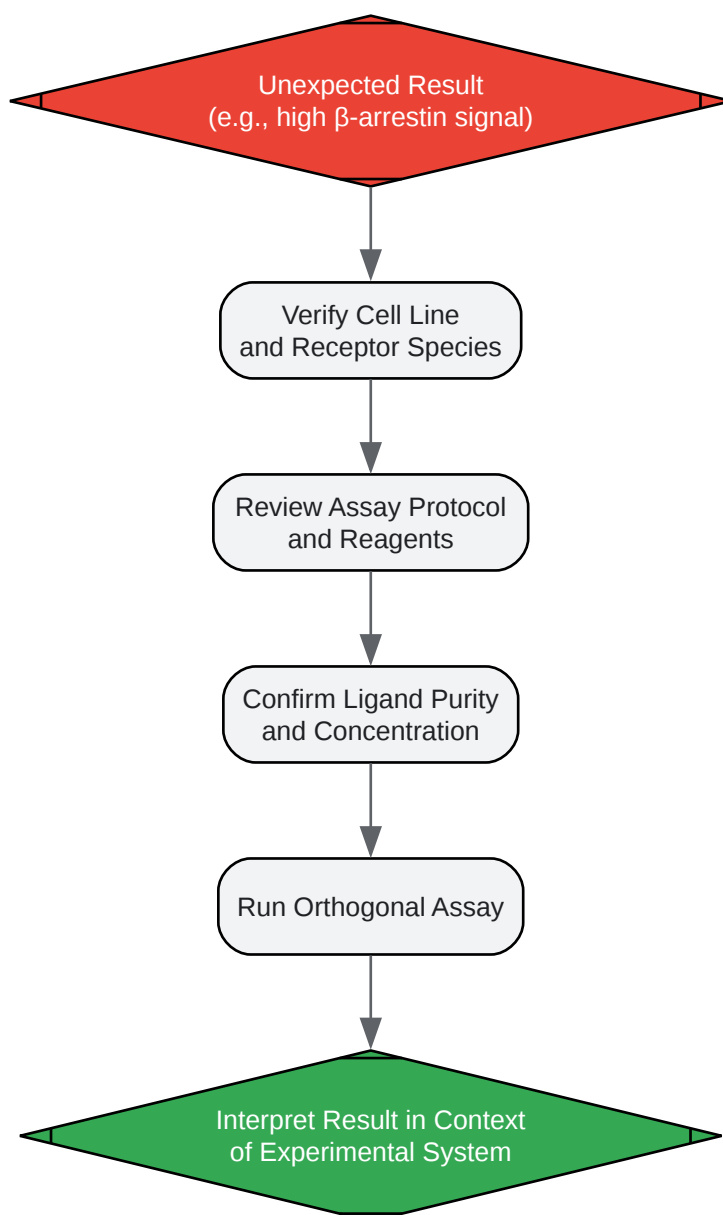 Unexpected Result
(e.g., high β-arrestin signal)
Verify Cell Line
and Receptor Species
Review Assay Protocol
and Reagents
Confirm Ligand Purity
and Concentration
Run Orthogonal Assay
Interpret Result in Context
of Experimental System